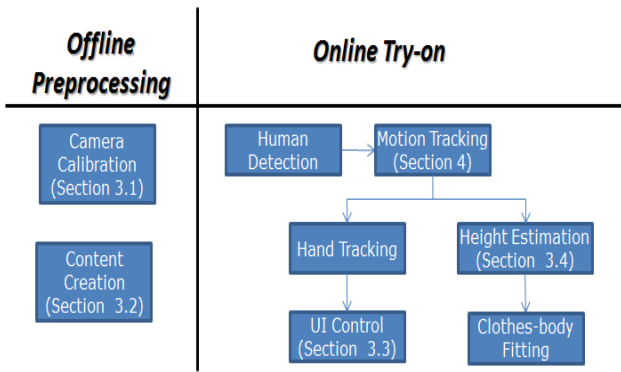 Offline
Preprocessing
Online Try-on
Camera
Calibration
(Section 3.1)
Content
Creation
(Section 3.2)
Human
Detection
Motion Tracking
(Section 4)
Hand Tracking
Height Estimation
(Section 3.4)
UI Control
(Section 3.3)
Clothes-body
Fitting